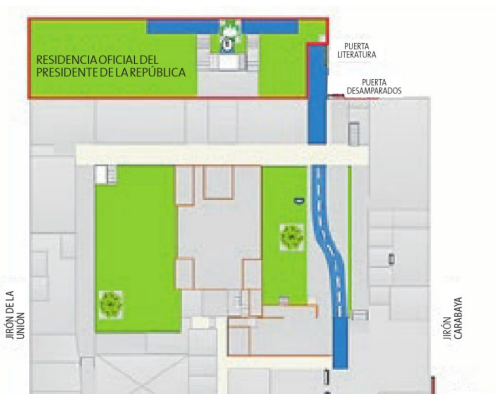 RESIDENCIA OFICIAL DEL
PRESIDENTE DE LA REPÚBLICA
PUERTA
LITERATURA
PUERTA
DESAMPARADOS
JIRÓN DE LA
UNIÓN
JIRÓN
CARABAYA